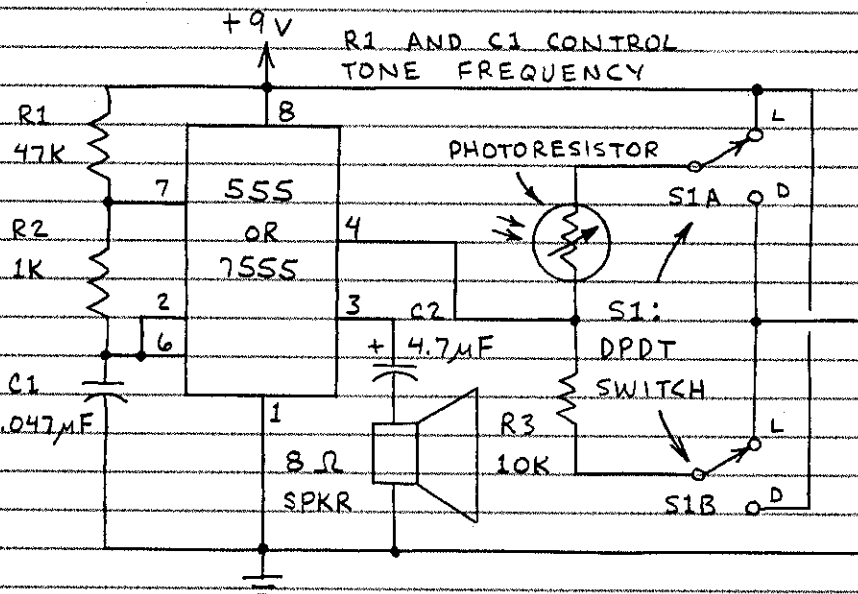 +9V
R1 AND C1 CONTROL
TONE FREQUENCY
R1
47K
8
L
PHOTORESISTOR
7
555
OR
7555
4
S1A
D
R2
1K
2
3
C2
S1:
6
+ 4.7µF
DPDT
C1
.047µF
SWITCH
1
R3
L
8 Ω
10K
SPKR
S1B
D